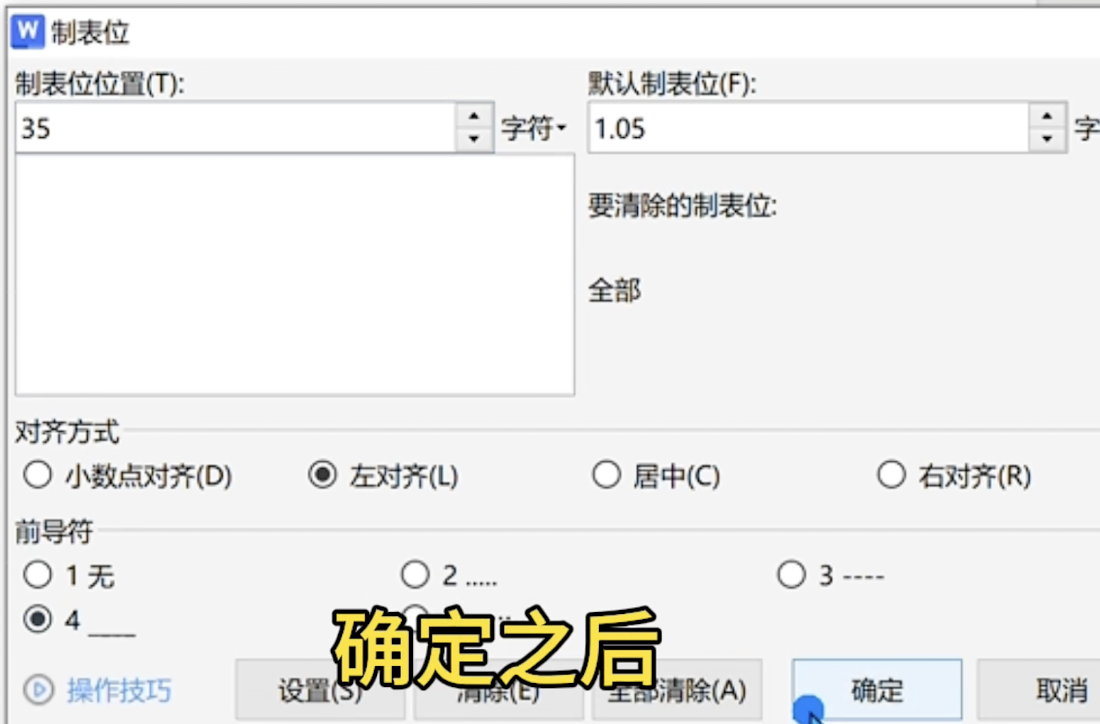 W 制表位
制表位位置(T):
默认制表位(F):
35
字符
1.05
字
要清除的制表位:
全部
对齐方式
小数点对齐(D) 左对齐(L) 居中(C) 右对齐(R)
前导符
1 无 2 ..... 3 ----
4 ____
确定之后
操作技巧 设置(S) 清除(E) 全部清除(A) 确定 取消